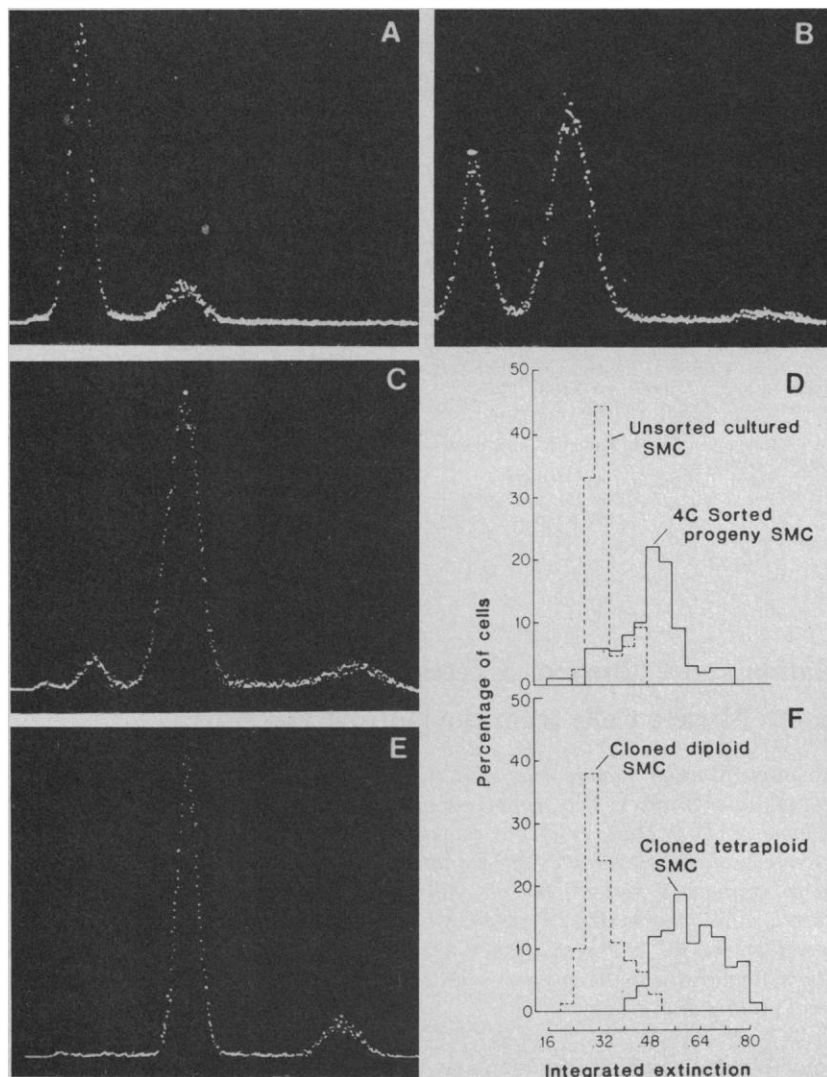 A
B
C
D
50
40
30
20
10
0
Unsorted cultured
SMC
4C Sorted
progeny SMC
Percentage of cells
E
F
50
40
30
20
10
0
Cloned diploid
SMC
Cloned tetraploid
SMC
.16 .32 .48 .64 .80
Integrated extinction